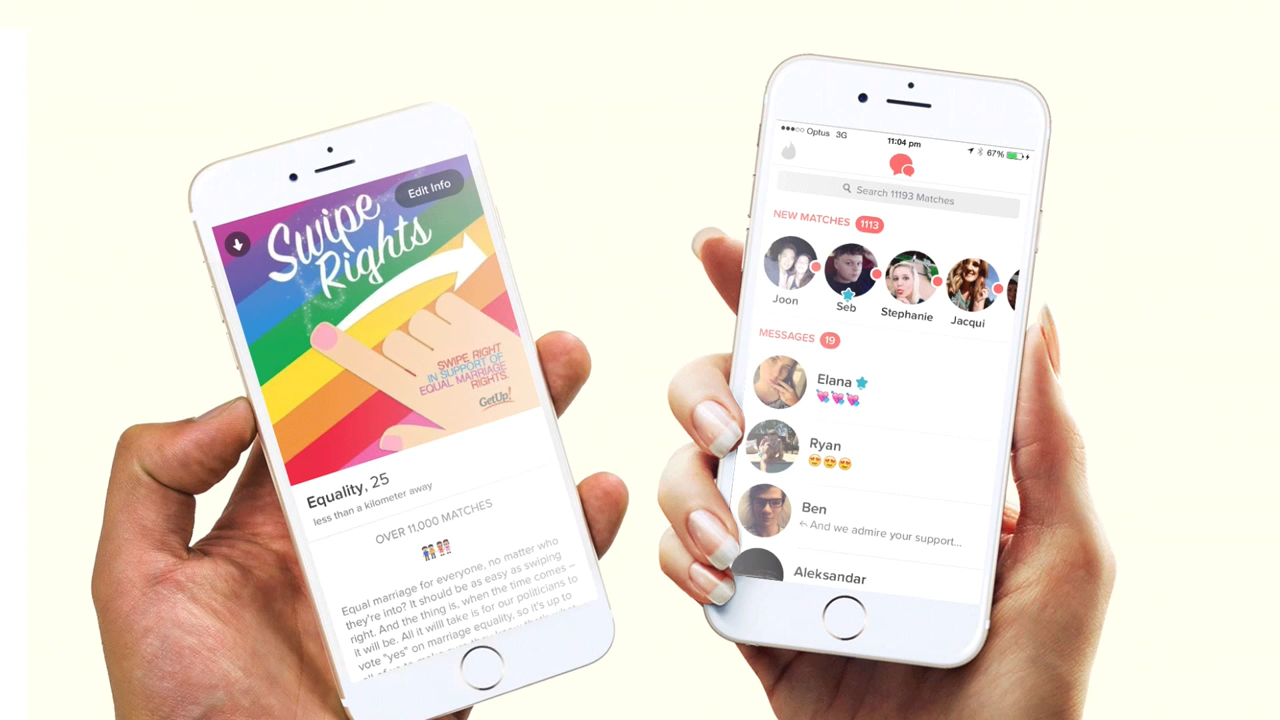 Edit Info
Swipe
Rights
SWIPE RIGHT
IN SUPPORT OF
EQUAL MARRIAGE
RIGHTS.
GetUp!
Equality, 25
less than a kilometer away
OVER 11,000 MATCHES
Equal marriage for everyone, no matter who
they're into? It should be as easy as swiping
right. And the thing is, when the time comes –
it will be. All it willl take is for our politicians to
vote "yes" on marriage equality, so it's up to
Optus 3G
11:04 pm
67%
Search 11193 Matches
NEW MATCHES 1113
Joon
Seb
Stephanie
Jacqui
MESSAGES 19
Elana
💘💘💘
Ryan
😍😍😍
Ben
And we admire your support...
Aleksandar